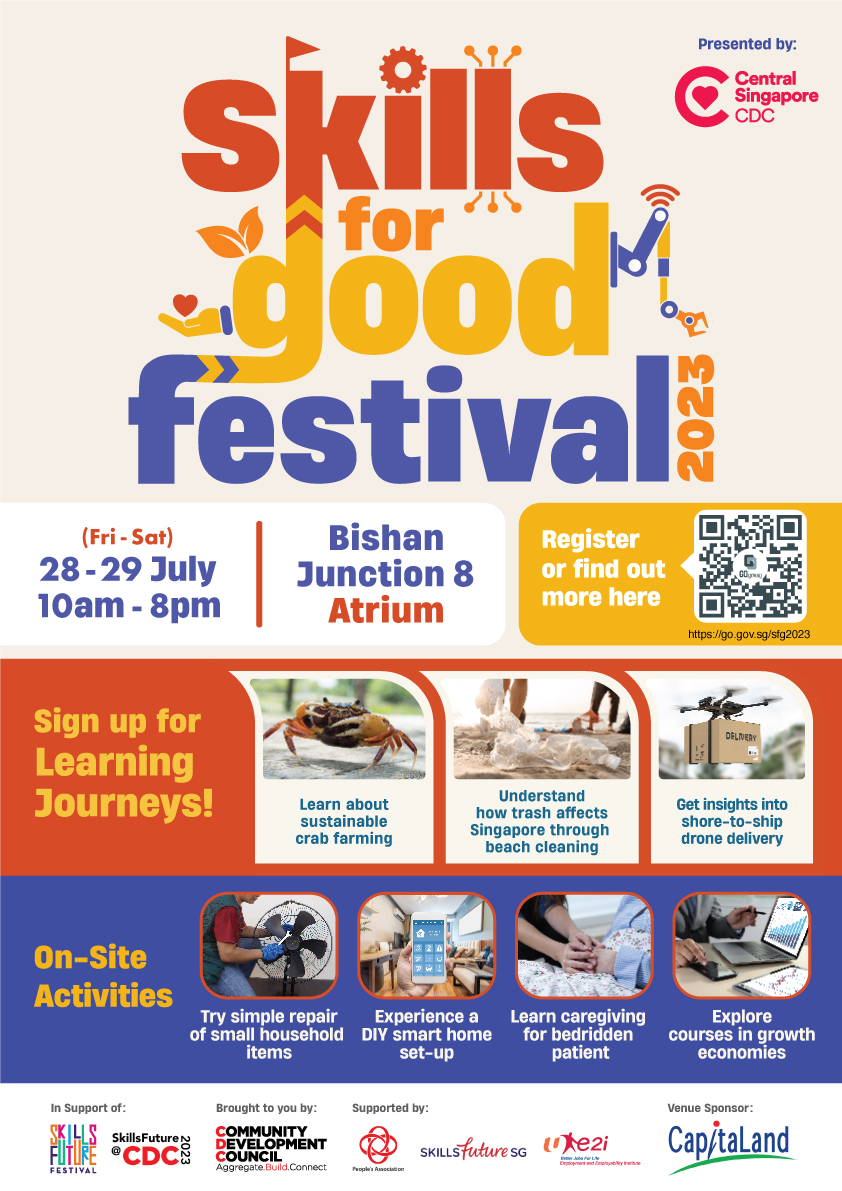 Presented by:
Central
Singapore
CDC
Skills
for
good
festival
2023
(Fri - Sat)
28 - 29 July
10am - 8pm
Bishan
Junction 8
Atrium
Register
or find out
more here
https://go.gov.sg/sfg2023
Sign up for
Learning
Journeys!
DELIVERY
Learn about
sustainable
crab farming
Understand
how trash affects
Singapore through
beach cleaning
Get insights into
shore-to-ship
drone delivery
On-Site
Activities
Try simple repair
of small household
items
Experience a
DIY smart home
set-up
Learn caregiving
for bedridden
patient
Explore
courses in growth
economies
In Support of:
SKILLS
FUTURE
FESTIVAL
SkillsFuture
@ CDC 2023
Brought to you by:
COMMUNITY
DEVELOPMENT
COUNCIL
Aggregate.Build.Connect
Supported by:
People's Association
SKILLS future SG
e2i
Better Jobs For Life
Employment and Employability Institute
Venue Sponsor:
CapitaLand